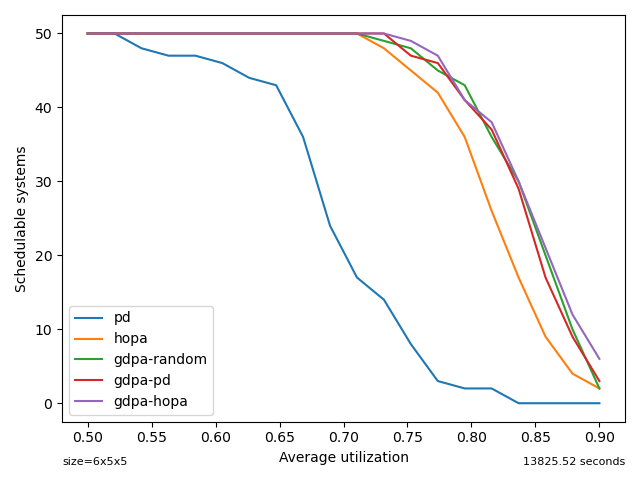 50
40
30
20
10
0
Schedulable systems
pd
hopa
gdpa-random
gdpa-pd
gdpa-hopa
0.50 0.55 0.60 0.65 0.70 0.75 0.80 0.85 0.90
Average utilization
size=6x5x5
13825.52 seconds